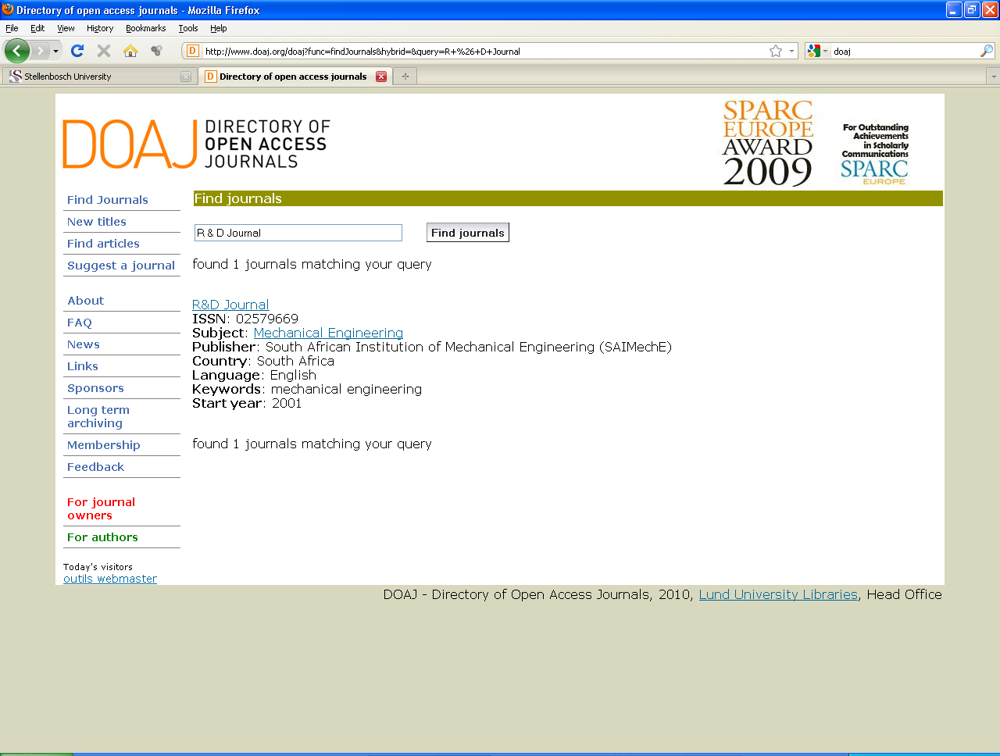 Directory of open access journals - Mozilla Firefox
File Edit View History Bookmarks Tools Help
http://www.doaj.org/doaj?func=findJournals&hybrid=&query=R+%26+D+Journal
doaj
Stellenbosch University
Directory of open access journals
DOAJ
DIRECTORY OF
OPEN ACCESS
JOURNALS
SPARC
EUROPE
AWARD
2009
For Outstanding
Achievements
in Scholarly
Communications
SPARC
EUROPE
Find Journals
New titles
Find articles
Suggest a journal
About
FAQ
News
Links
Sponsors
Long term
archiving
Membership
Feedback
For journal
owners
For authors
Today's visitors
outils webmaster
Find journals
R & D Journal
Find journals
found 1 journals matching your query
R&D Journal
ISSN: 02579669
Subject: Mechanical Engineering
Publisher: South African Institution of Mechanical Engineering (SAIMechE)
Country: South Africa
Language: English
Keywords: mechanical engineering
Start year: 2001
found 1 journals matching your query
DOAJ - Directory of Open Access Journals, 2010, Lund University Libraries, Head Office